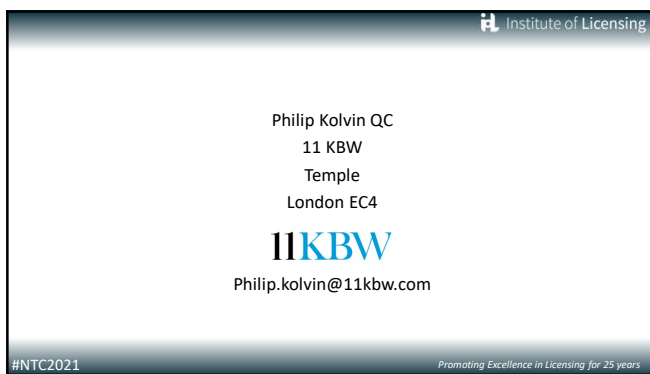 iol Institute of Licensing
Philip Kolvin QC
11 KBW
Temple
London EC4
11KBW
Philip.kolvin@11kbw.com
#NTC2021
Promoting Excellence in Licensing for 25 years